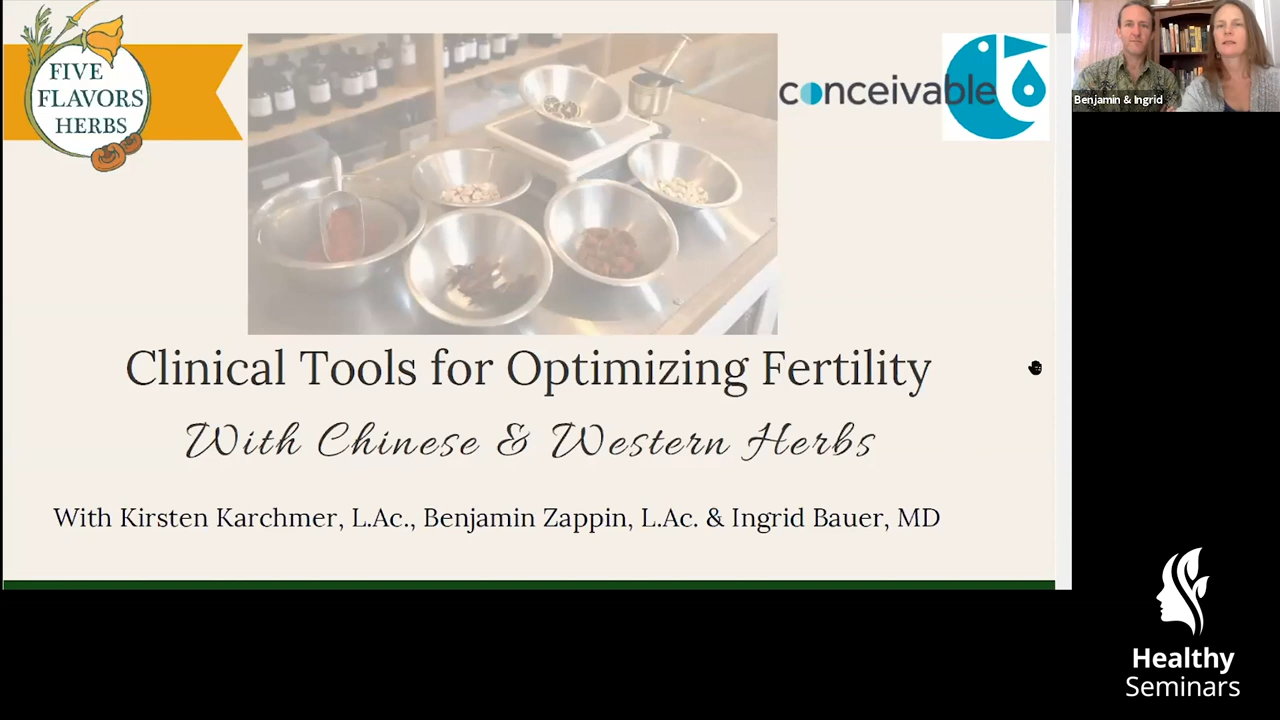 FIVE
FLAVORS
HERBS
conceivable
Benjamin & Ingrid
Clinical Tools for Optimizing Fertility
With Chinese & Western Herbs
With Kirsten Karchmer, L.Ac., Benjamin Zappin, L.Ac. & Ingrid Bauer, MD
Healthy
Seminars